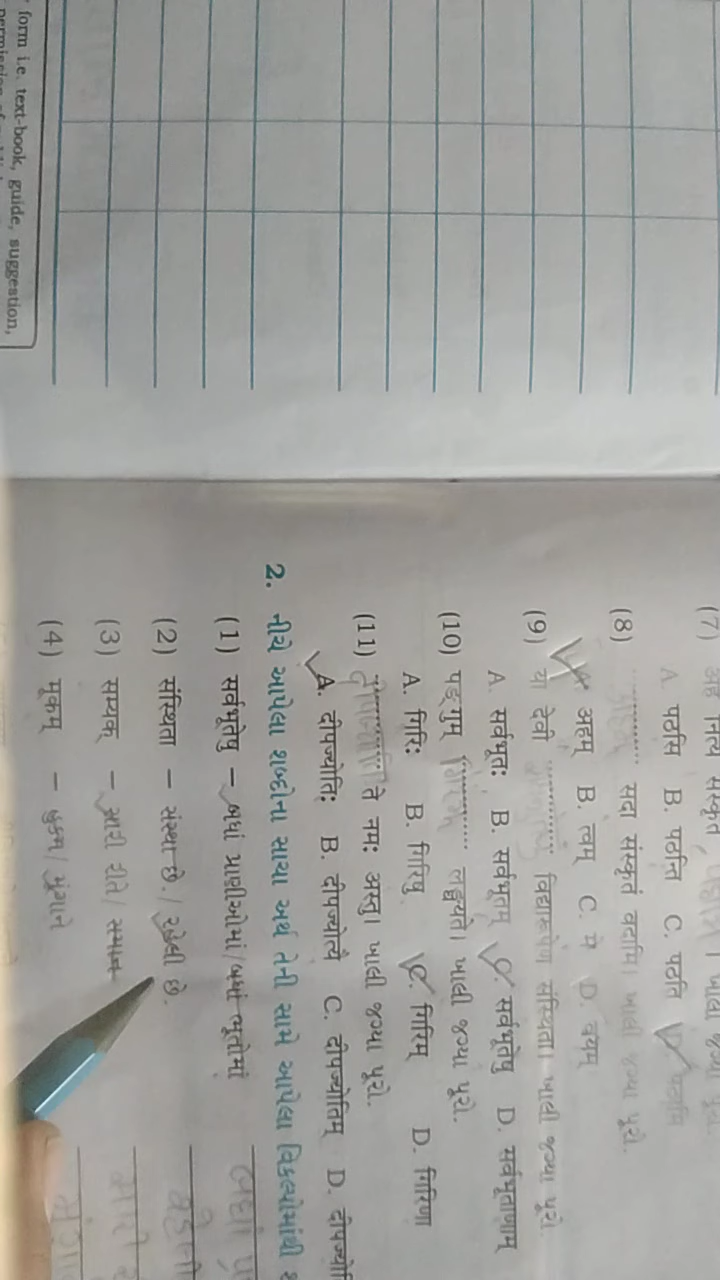 form i.e. text-book, guide, suggestion,
(7) अहं नित्यं संस्कृतं
A. पठसि B. पठन्ति C. पठति
(8) ............ सदा संस्कृतं वदामि। ખાલી જગ્યા પૂરો.
A. अहम् B. त्वम् C. मे D. वयम्
(9) या देवी ............ विद्यारूपेण संस्थिता। ખાલી જગ્યા પૂરો.
A. सर्वभूतः B. सर्वभूतम् C. सर्वभूतेषु D. सर्वभूताणाम्
(10) पङ्गुम् ............ लङ्घयते। ખાલી જગ્યા પૂરો.
A. गिरिः B. गिरिषु C. गिरिम् D. गिरिणा
(11) ............ ते नमः अस्तु। ખાલી જગ્યા પૂરો.
A. दीपज्योतिः B. दीपज्योत्यै C. दीपज्योतिम् D.
2. નીચે આપેલા શબ્દોના સાચા અર્થ તેની સામે આપેલા વિકલ્પોમાંથી
(1) सर्वभूतेषु – બધાં પ્રાણીઓમાં / બધાં ભૂતોમાં
(2) संस्थिता – સંસ્થા છે. / રહેલી છે.
(3) सम्यक् – સારી રીતે / સમાન
(4) मूकम् – હુકમ / મૂંગાને